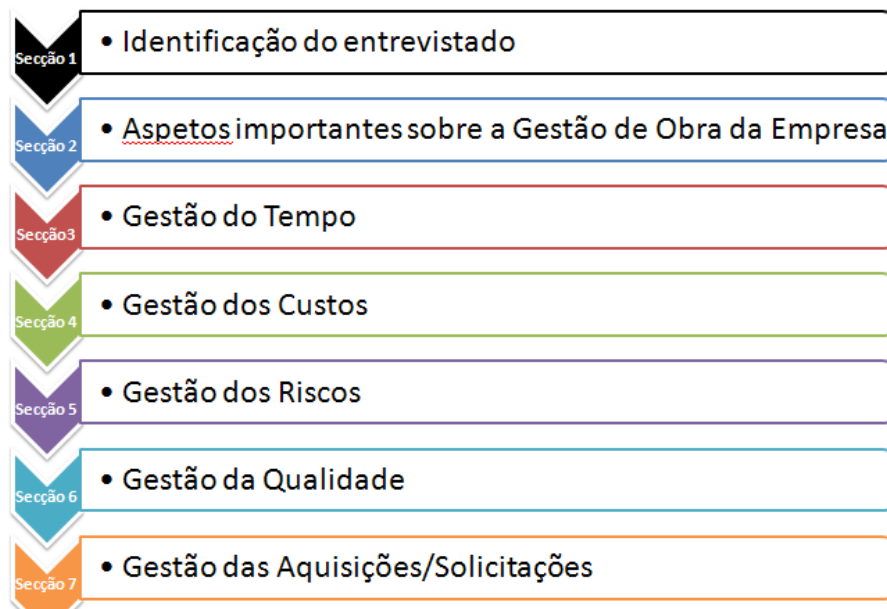 Secção 1
• Identificação do entrevistado
Secção 2
• Aspetos importantes sobre a Gestão de Obra da Empresa
Secção3
• Gestão do Tempo
Secção 4
• Gestão dos Custos
Secção 5
• Gestão dos Riscos
Secção 6
• Gestão da Qualidade
Secção 7
• Gestão das Aquisições/Solicitações